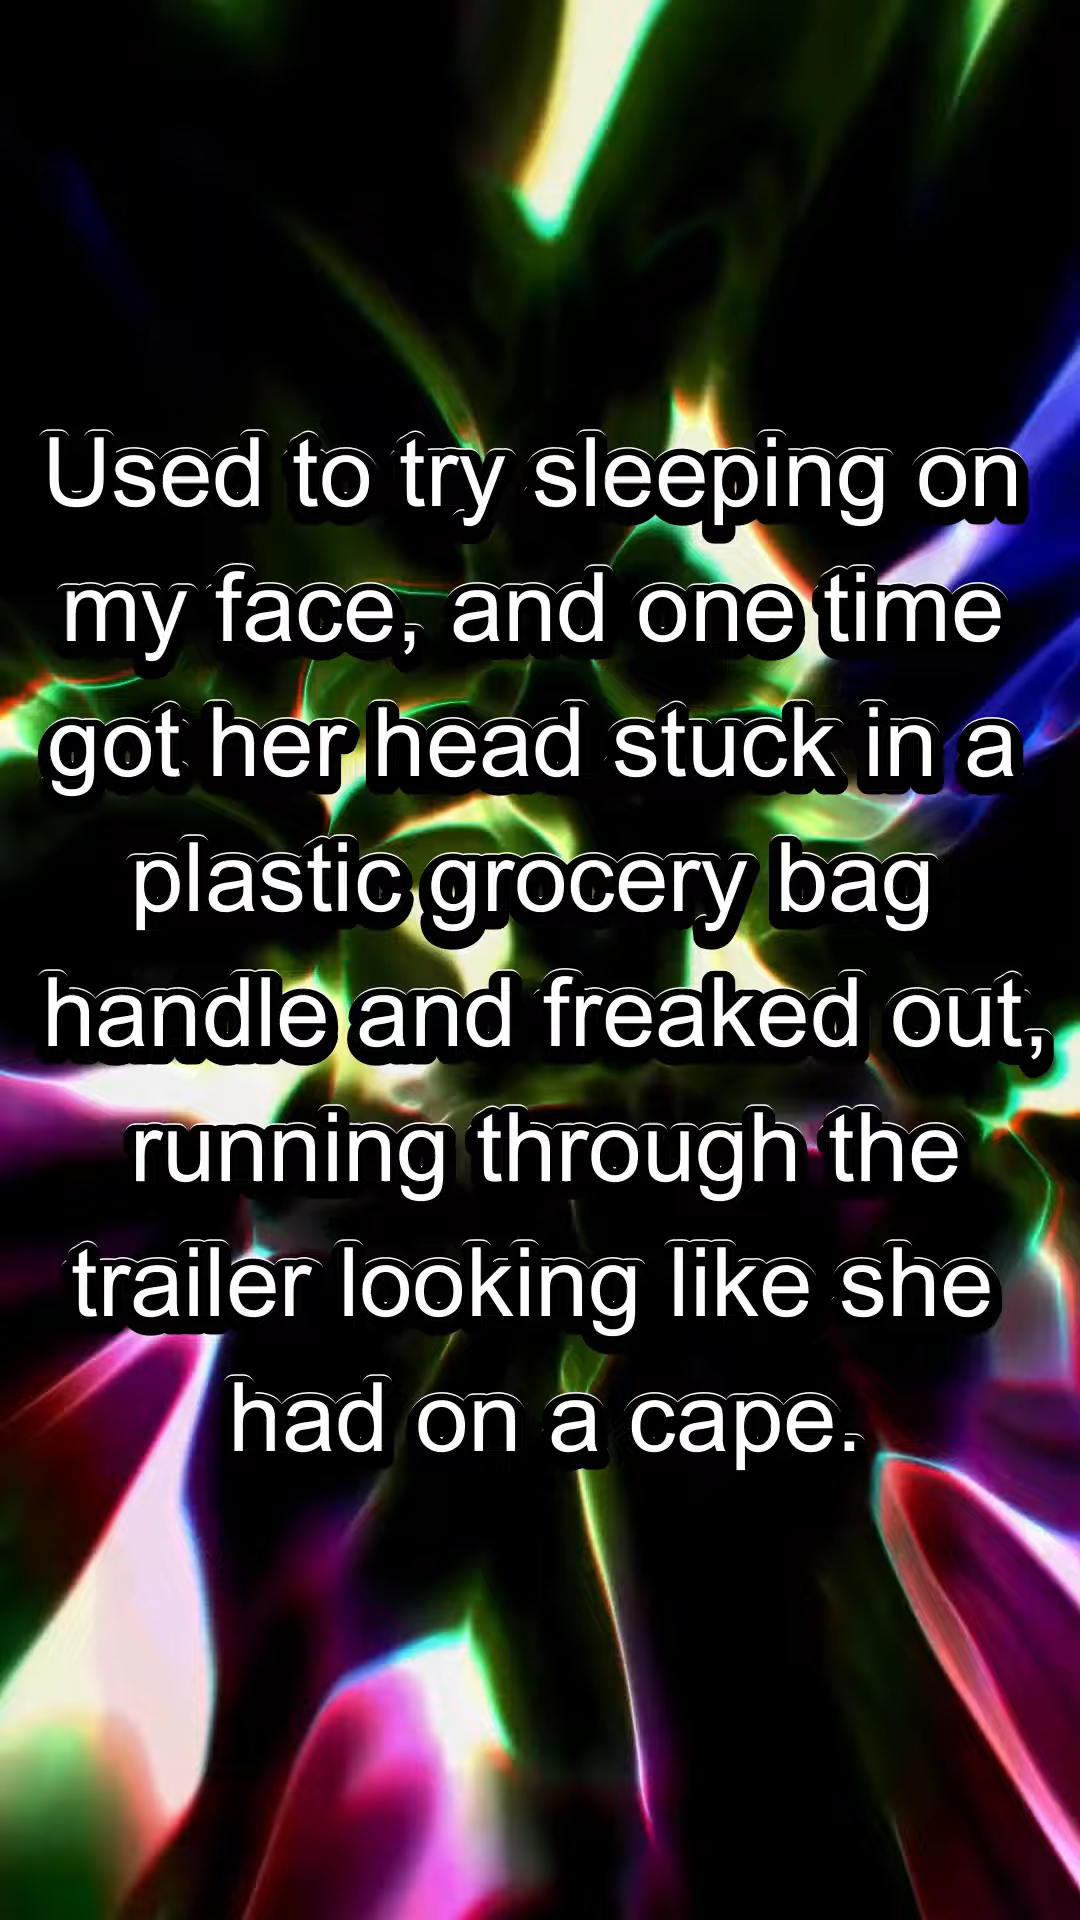 Used to try sleeping on
my face, and one time
got her head stuck in a
plastic grocery bag
handle and freaked out,
running through the
trailer looking like she
had on a cape.